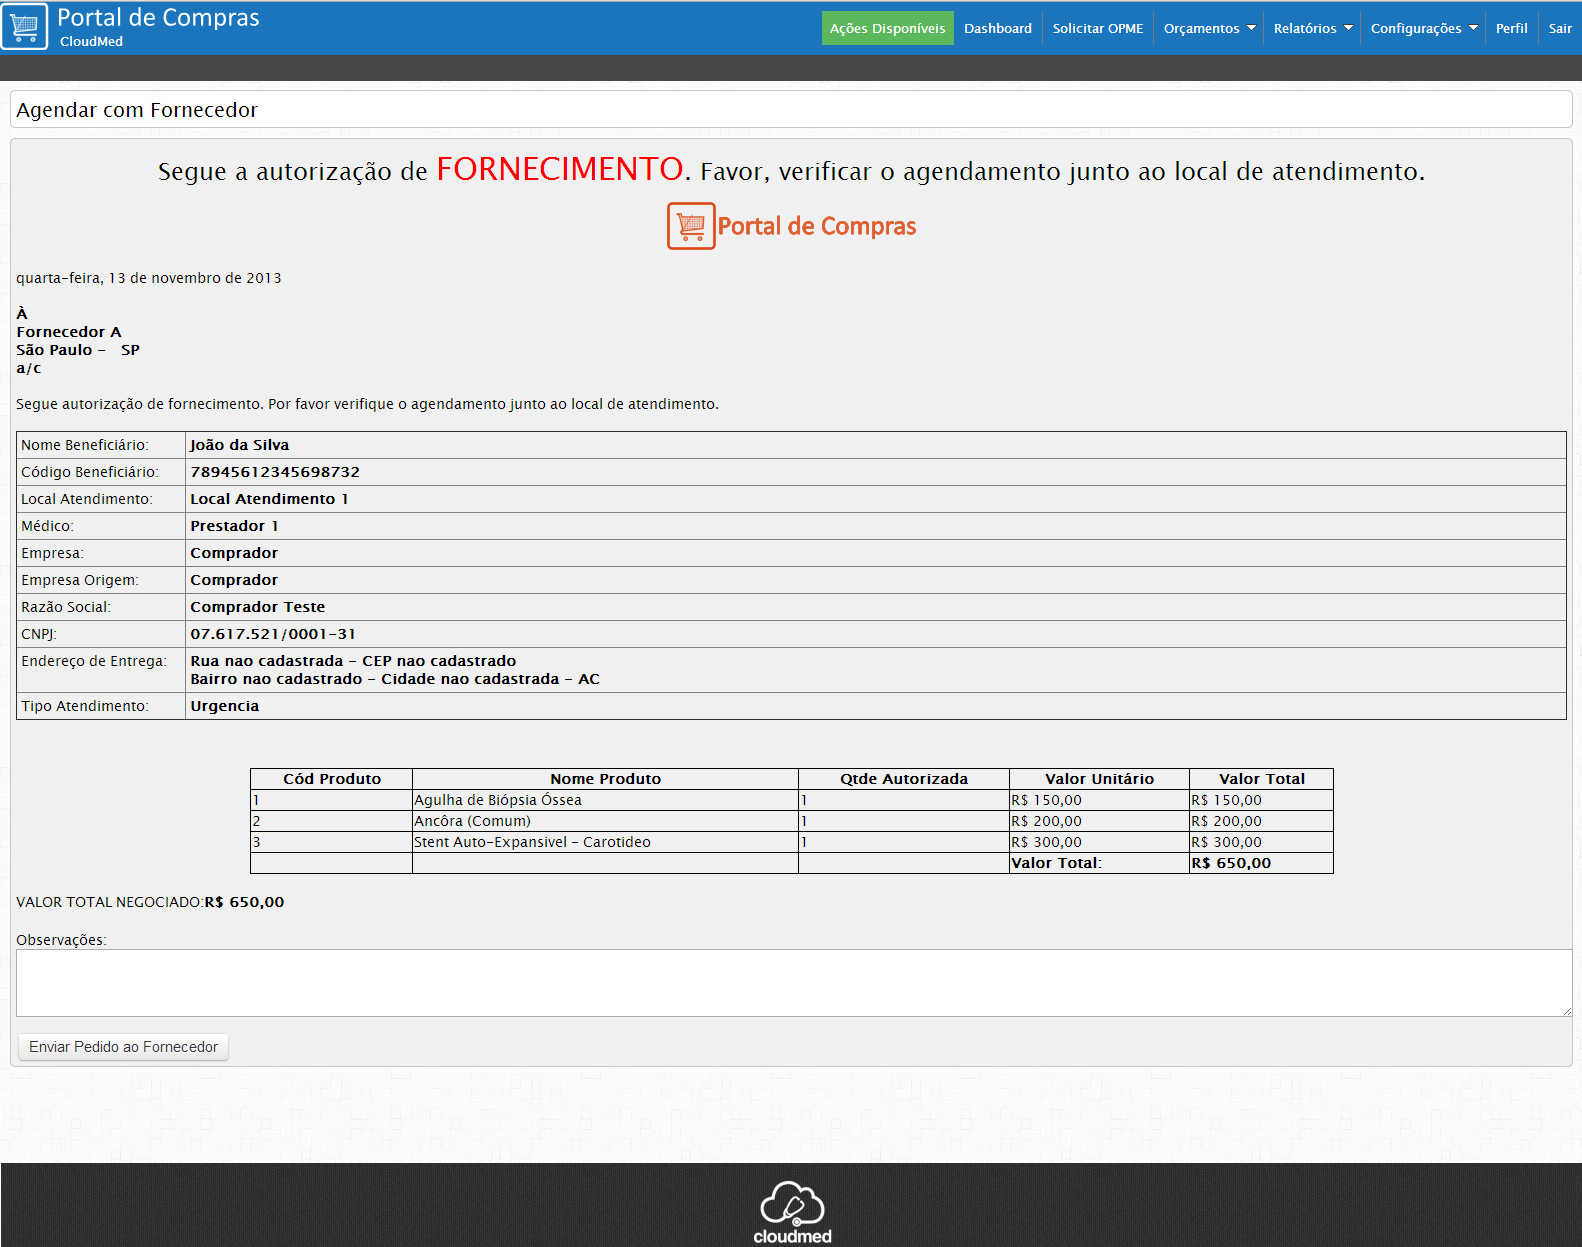 Portal de Compras
CloudMed
Ações Disponíveis Dashboard Solicitar OPME Orçamentos Relatórios Configurações Perfil Sair
Agendar com Fornecedor
Segue a autorização de FORNECIMENTO. Favor, verificar o agendamento junto ao local de atendimento.
Portal de Compras
quarta-feira, 13 de novembro de 2013
À
Fornecedor A
São Paulo - SP
a/c
Segue autorização de fornecimento. Por favor verifique o agendamento junto ao local de atendimento.
Nome Beneficiário: João da Silva
Código Beneficiário: 78945612345698732
Local Atendimento: Local Atendimento 1
Médico: Prestador 1
Empresa: Comprador
Empresa Origem: Comprador
Razão Social: Comprador Teste
CNPJ: 07.617.521/0001-31
Endereço de Entrega: Rua nao cadastrada - CEP nao cadastrado
Bairro nao cadastrado - Cidade nao cadastrada - AC
Tipo Atendimento: Urgencia
Cód Produto Nome Produto Qtde Autorizada Valor Unitário Valor Total
1 Agulha de Biópsia Óssea 1 R$ 150,00 R$ 150,00
2 Ancôra (Comum) 1 R$ 200,00 R$ 200,00
3 Stent Auto-Expansivel - Carotideo 1 R$ 300,00 R$ 300,00
Valor Total: R$ 650,00
VALOR TOTAL NEGOCIADO:R$ 650,00
Observações:
Enviar Pedido ao Fornecedor
cloudmed